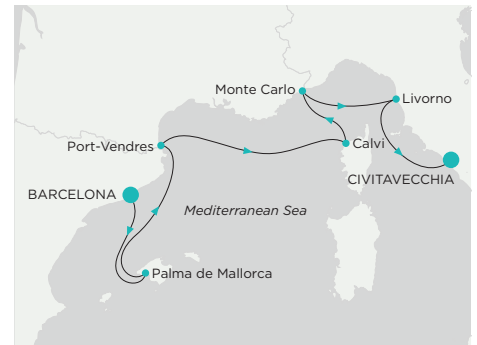 Monte Carlo
Livorno
Port-Vendres
Calvi
CIVITAVECCHIA
BARCELONA
Mediterranean Sea
Palma de Mallorca